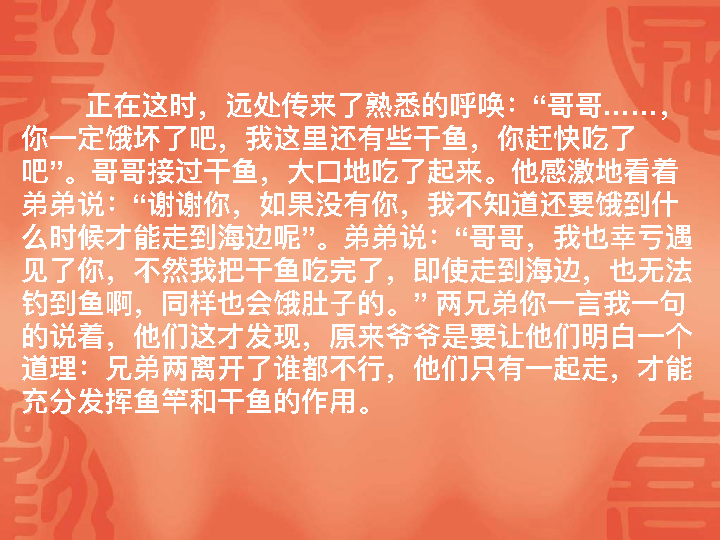 正在这时，远处传来了熟悉的呼唤：“哥哥……，
你一定饿坏了吧，我这里还有些干鱼，你赶快吃了
吧”。哥哥接过干鱼，大口地吃了起来。他感激地看着
弟弟说：“谢谢你，如果没有你，我不知道还要饿到什
么时候才能走到海边呢”。弟弟说：“哥哥，我也幸亏遇
见了你，不然我把干鱼吃完了，即使走到海边，也无法
钓到鱼啊，同样也会饿肚子的。” 两兄弟你一言我一句
的说着，他们这才发现，原来爷爷是要让他们明白一个
道理：兄弟两离开了谁都不行，他们只有一起走，才能
充分发挥鱼竿和干鱼的作用。